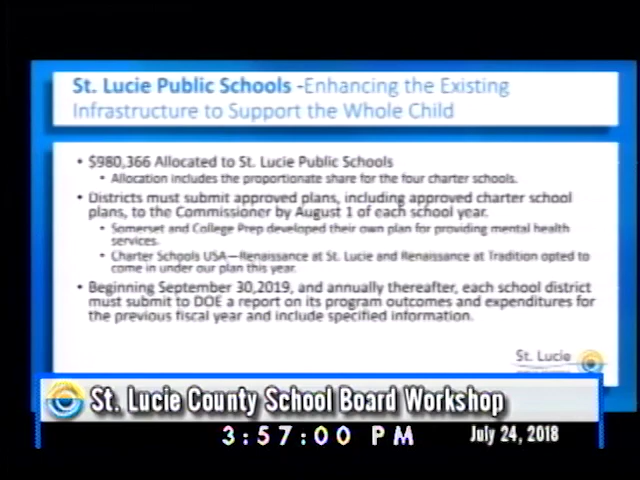 St. Lucie Public Schools -Enhancing the Existing
Infrastructure to Support the Whole Child
• $980,366 Allocated to St. Lucie Public Schools
• Allocation includes the proportionate share for the four charter schools.
• Districts must submit approved plans, including approved charter school
plans, to the Commissioner by August 1 of each school year.
• Somerset and College Prep developed their own plan for providing mental health
services.
• Charter Schools USA—Renaissance at St. Lucie and Renaissance at Tradition opted to
come in under our plan this year.
• Beginning September 30,2019, and annually thereafter, each school district
must submit to DOE a report on its program outcomes and expenditures for
the previous fiscal year and include specified information.
St. Lucie
St. Lucie County School Board Workshop
3:57:00 PM
July 24, 2018